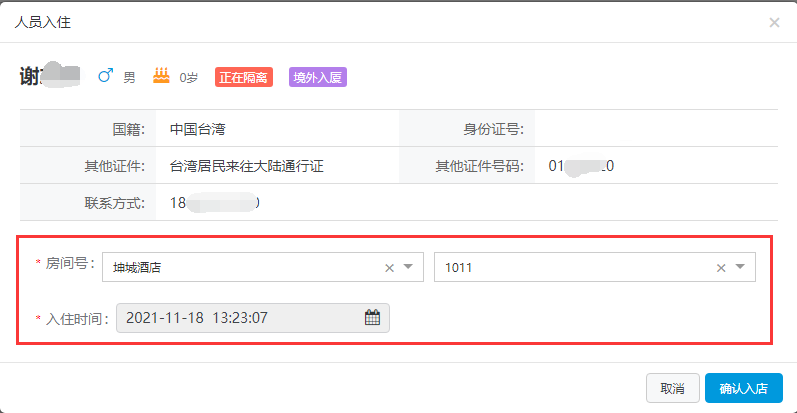 人员入住
谢 男 0岁 正在隔离 境外入厦
国籍: 中国台湾 身份证号:
其他证件: 台湾居民来往大陆通行证 其他证件号码: 01 0
联系方式: 18
* 房间号: 坤城酒店 1011
* 入住时间: 2021-11-18 13:23:07
取消 确认入店